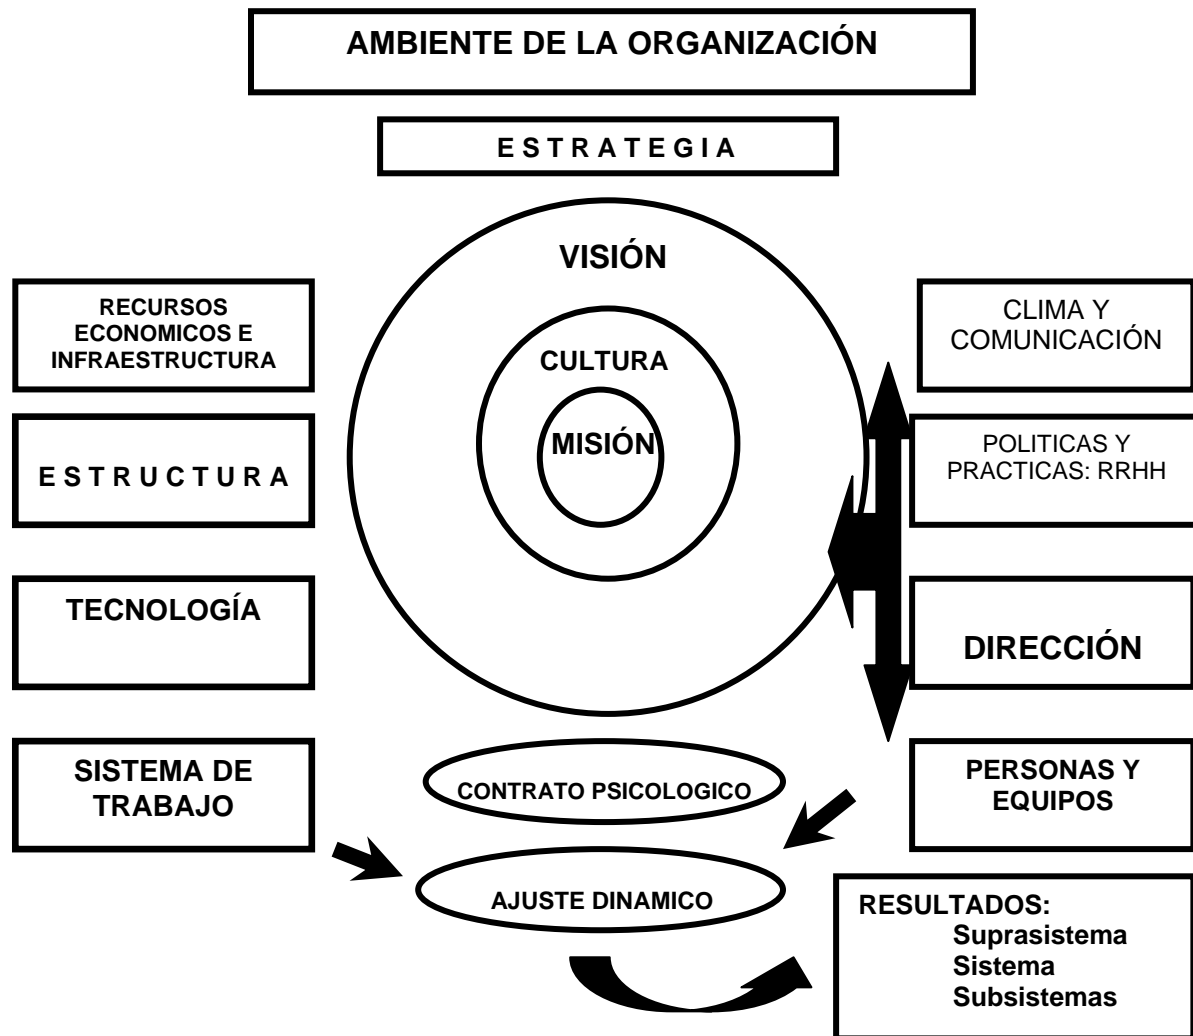 AMBIENTE DE LA ORGANIZACIÓN
E S T R A T E G I A
VISIÓN
CULTURA
MISIÓN
RECURSOS
ECONOMICOS E
INFRAESTRUCTURA
E S T R U C T U R A
TECNOLOGÍA
SISTEMA DE
TRABAJO
CLIMA Y
COMUNICACIÓN
POLITICAS Y
PRACTICAS: RRHH
DIRECCIÓN
PERSONAS Y
EQUIPOS
CONTRATO PSICOLOGICO
AJUSTE DINAMICO
RESULTADOS:
Suprasistema
Sistema
Subsistemas